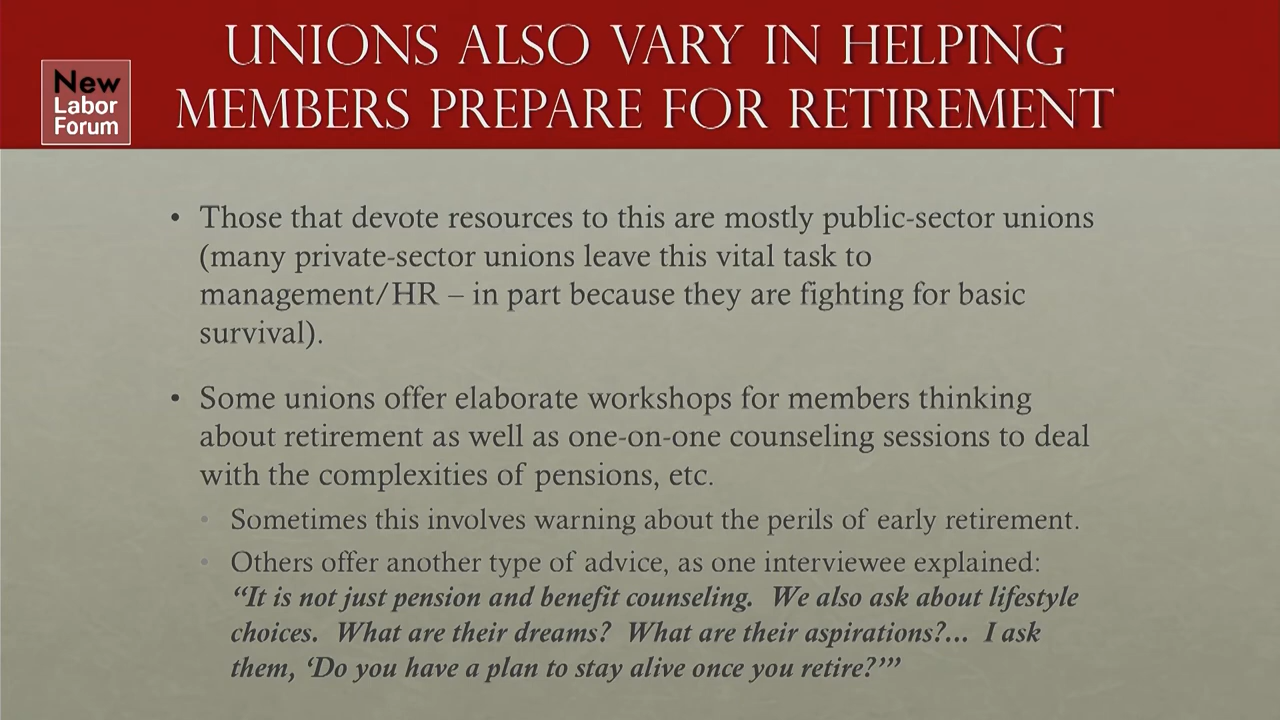 UNIONS ALSO VARY IN HELPING
MEMBERS PREPARE FOR RETIREMENT
New
Labor
Forum
• Those that devote resources to this are mostly public-sector unions
(many private-sector unions leave this vital task to
management/HR – in part because they are fighting for basic
survival).
• Some unions offer elaborate workshops for members thinking
about retirement as well as one-on-one counseling sessions to deal
with the complexities of pensions, etc.
• Sometimes this involves warning about the perils of early retirement.
• Others offer another type of advice, as one interviewee explained:
“It is not just pension and benefit counseling. We also ask about lifestyle
choices. What are their dreams? What are their aspirations?... I ask
them, ‘Do you have a plan to stay alive once you retire?’”